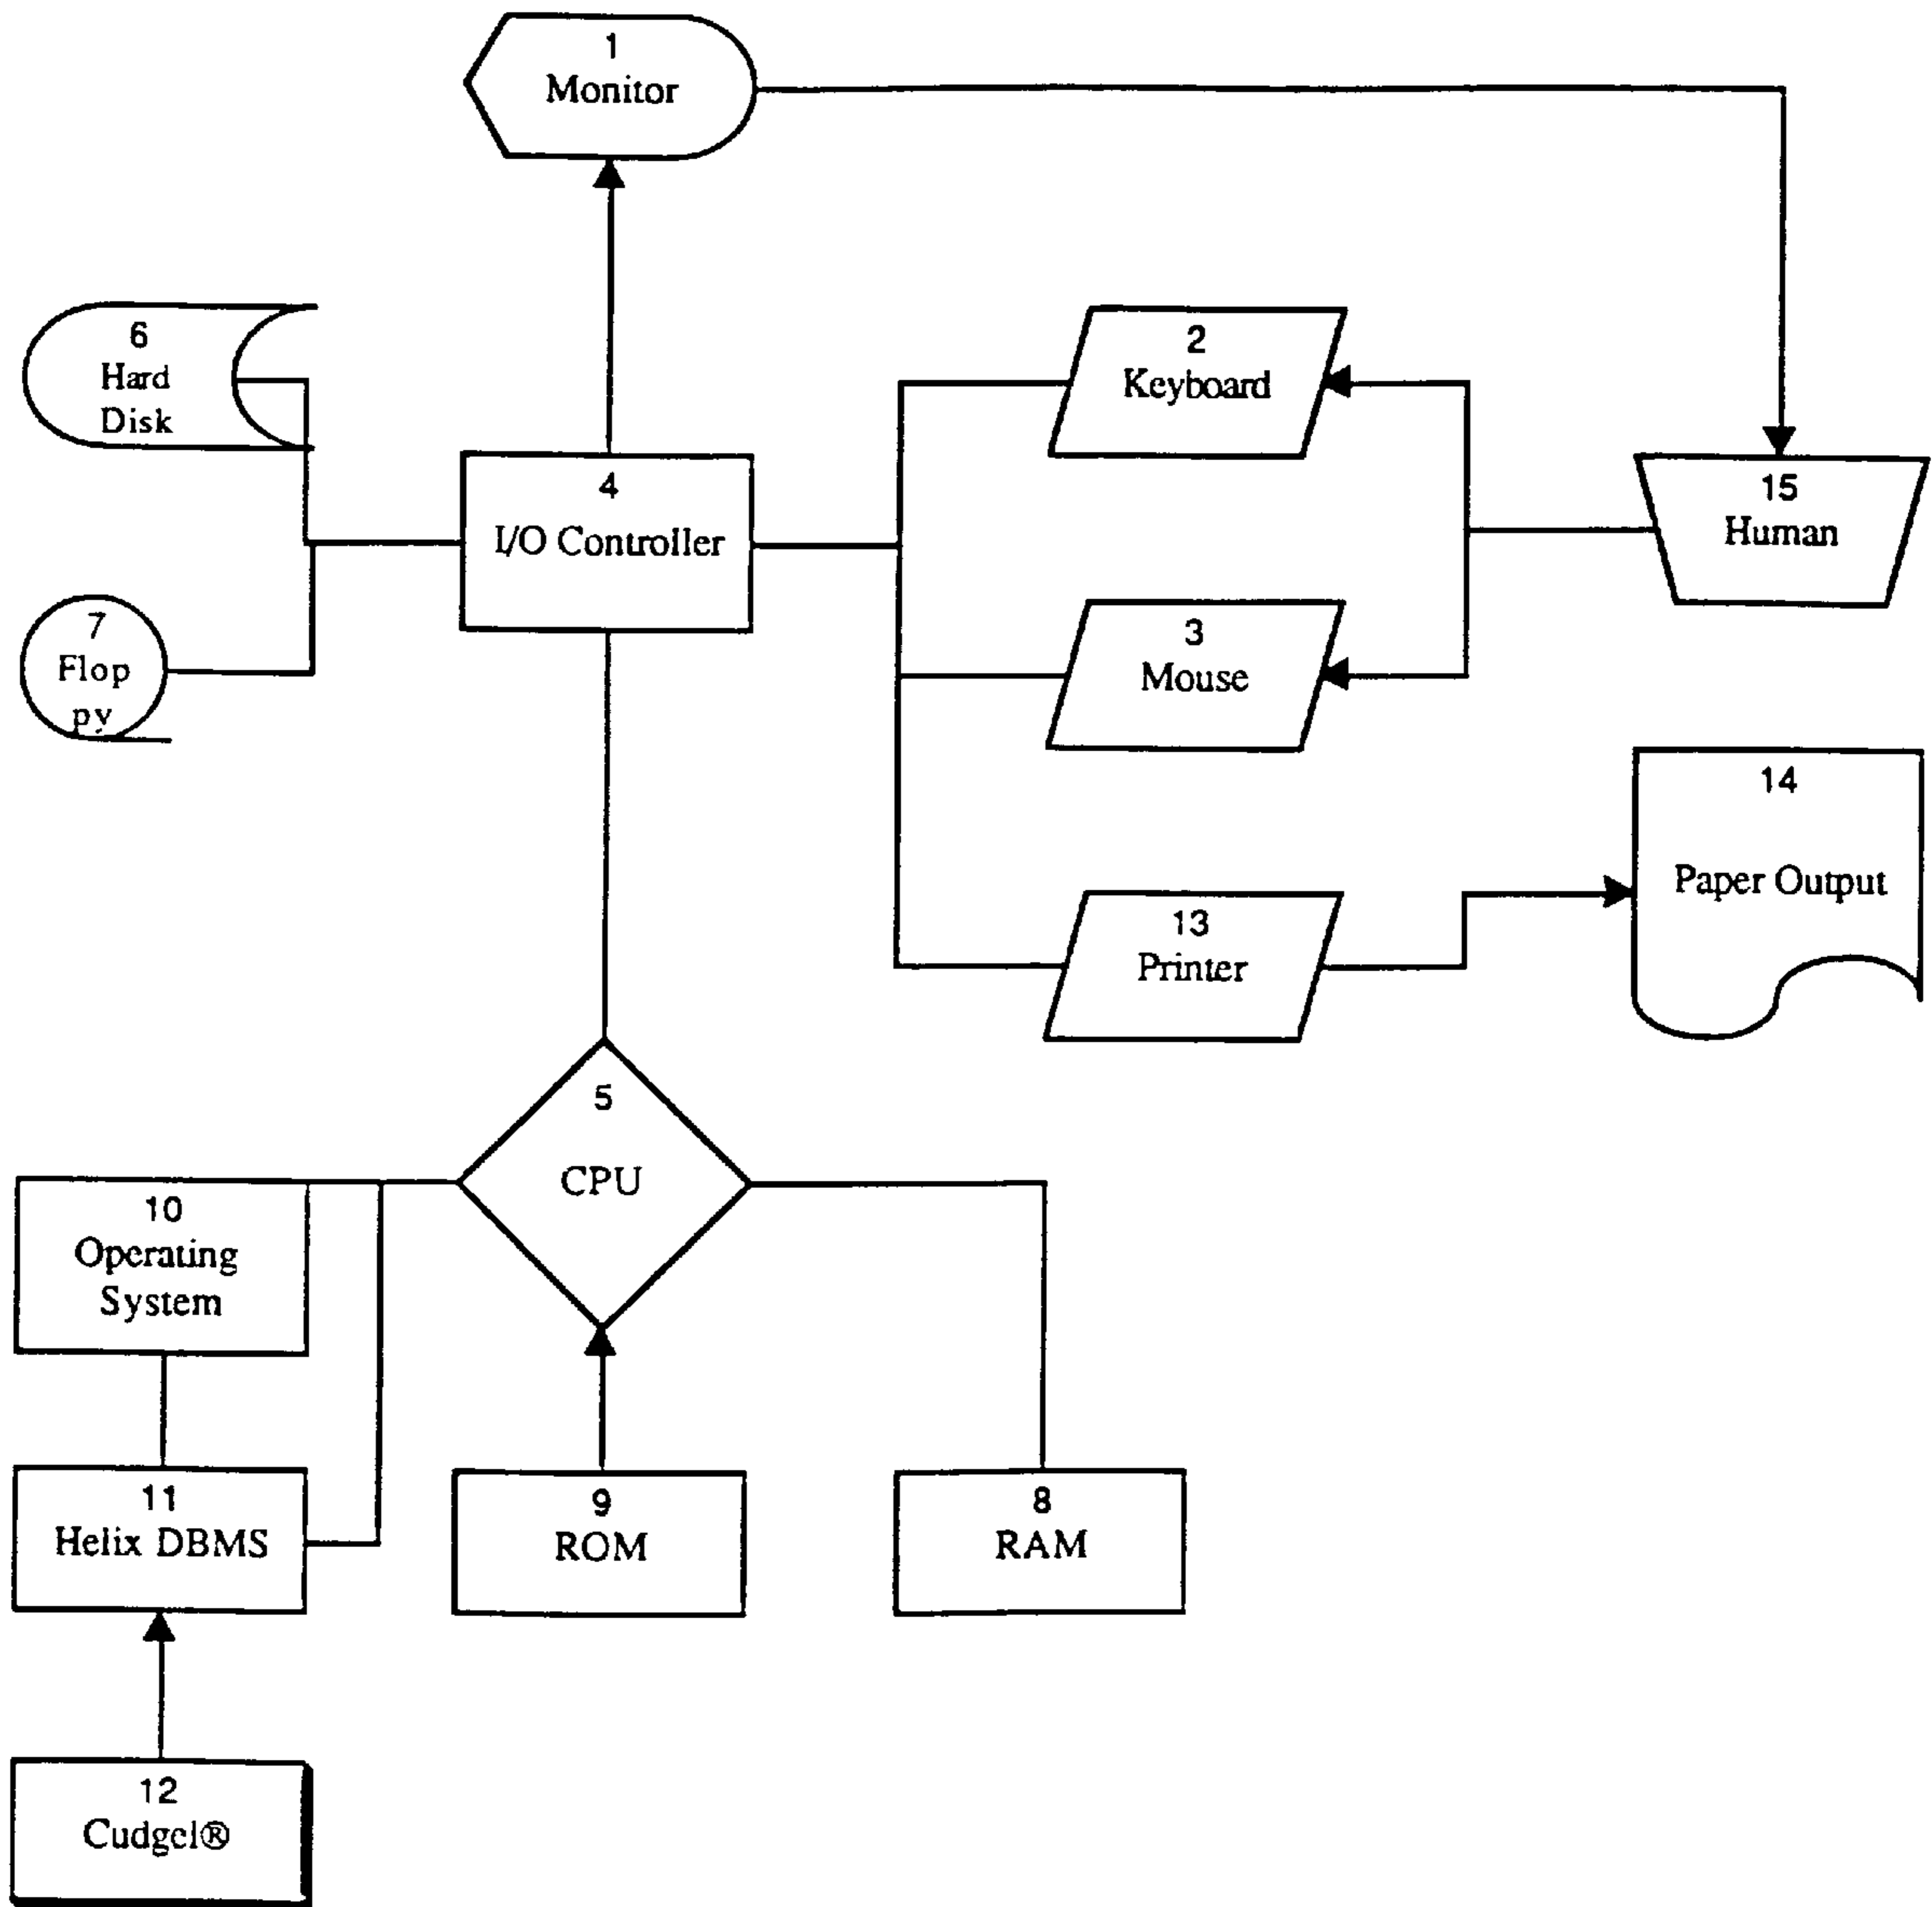 1
Monitor
6
Hard
Disk
2
Keyboard
4
I/O Controller
15
Human
7
Flop
py
3
Mouse
14
Paper Output
13
Printer
5
CPU
10
Operating
System
11
Helix DBMS
9
ROM
8
RAM
12
Cudgel®